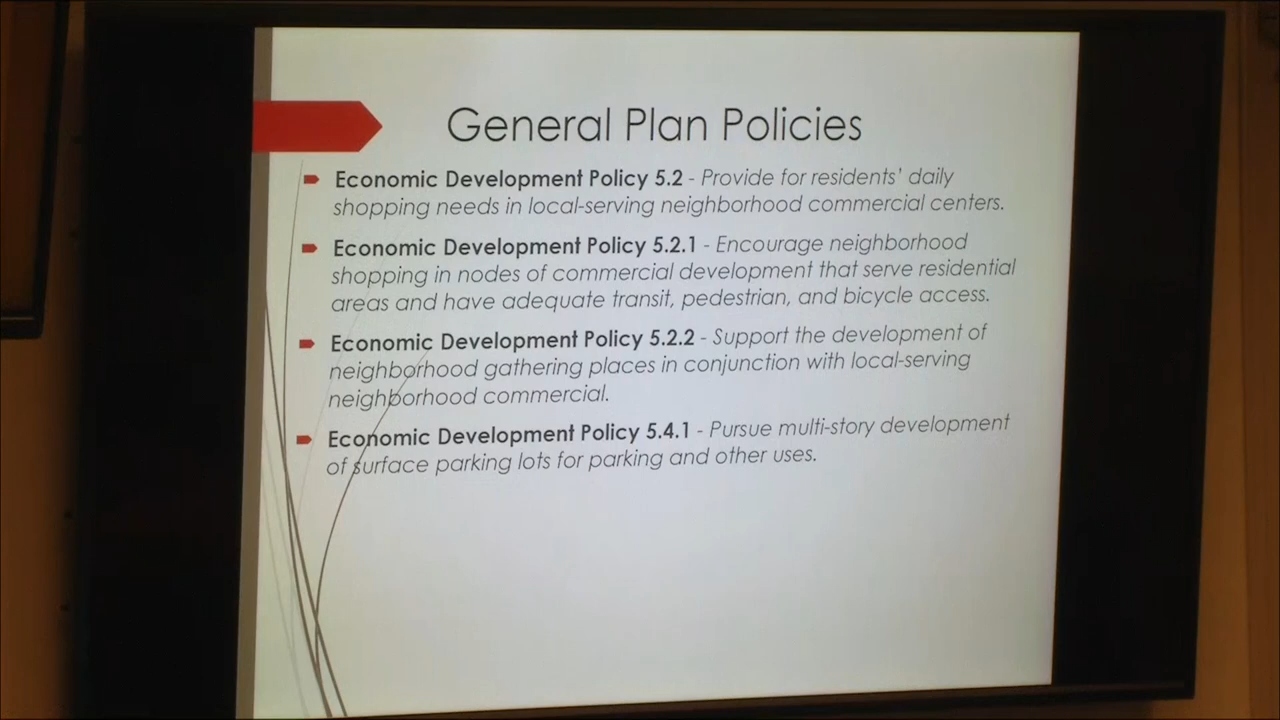 General Plan Policies
Economic Development Policy 5.2 - Provide for residents' daily
shopping needs in local-serving neighborhood commercial centers.
Economic Development Policy 5.2.1 - Encourage neighborhood
shopping in nodes of commercial development that serve residential
areas and have adequate transit, pedestrian, and bicycle access.
Economic Development Policy 5.2.2 - Support the development of
neighborhood gathering places in conjunction with local-serving
neighborhood commercial.
Economic Development Policy 5.4.1 - Pursue multi-story development
of surface parking lots for parking and other uses.